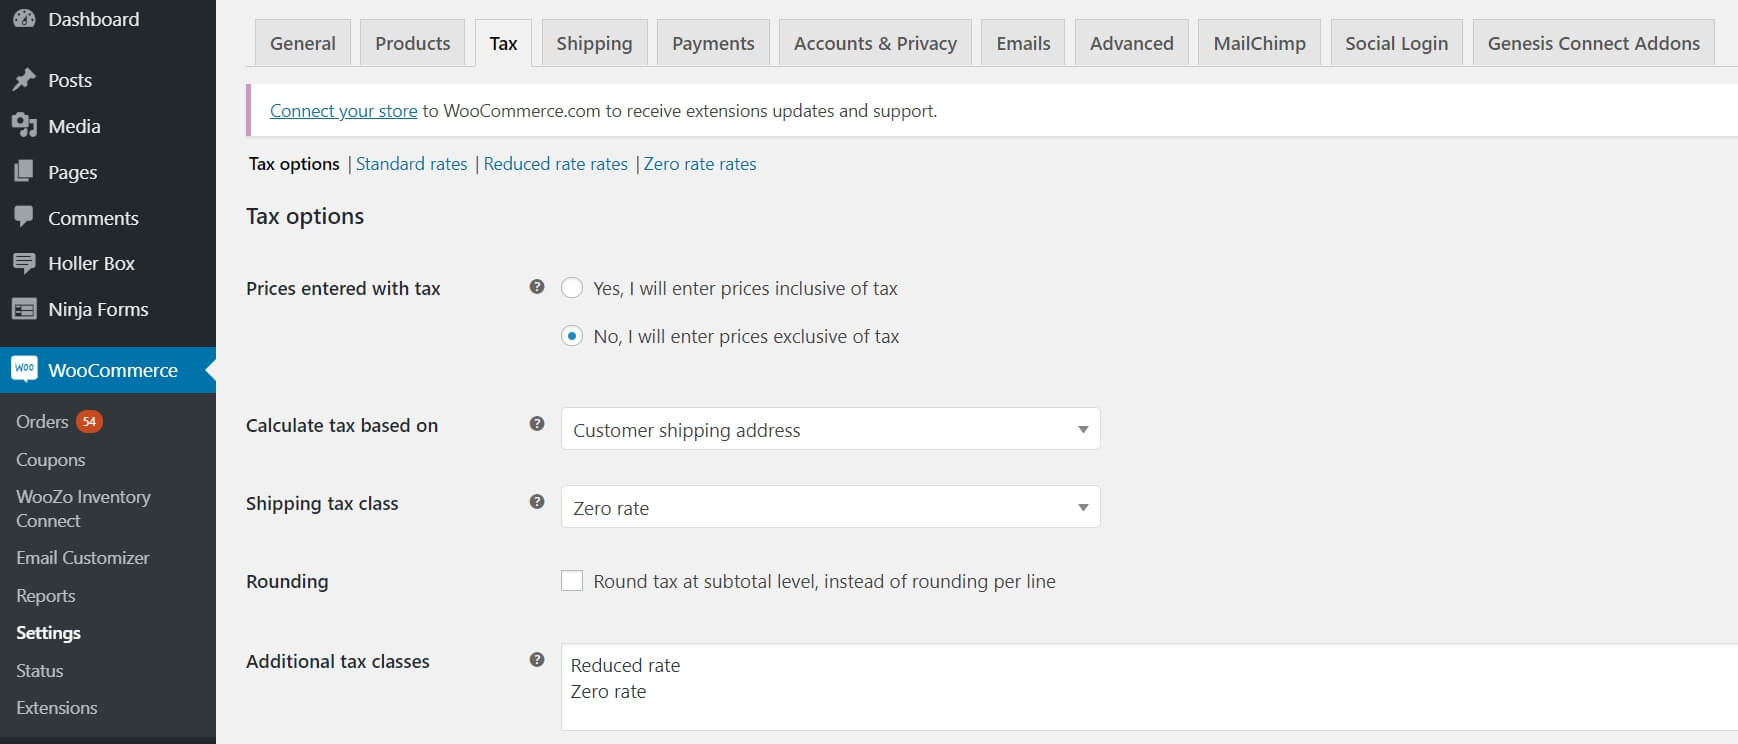 Dashboard
Posts
Media
Pages
Comments
Holler Box
Ninja Forms
Woo WooCommerce
Orders 54
Coupons
WooZo Inventory
Connect
Email Customizer
Reports
Settings
Status
Extensions
General Products Tax Shipping Payments Accounts & Privacy Emails Advanced MailChimp Social Login Genesis Connect Addons
Connect your store to WooCommerce.com to receive extensions updates and support.
Tax options | Standard rates | Reduced rate rates | Zero rate rates
Tax options
Prices entered with tax ? Yes, I will enter prices inclusive of tax
No, I will enter prices exclusive of tax
Calculate tax based on ? Customer shipping address
Shipping tax class ? Zero rate
Rounding Round tax at subtotal level, instead of rounding per line
Additional tax classes ? Reduced rate
Zero rate